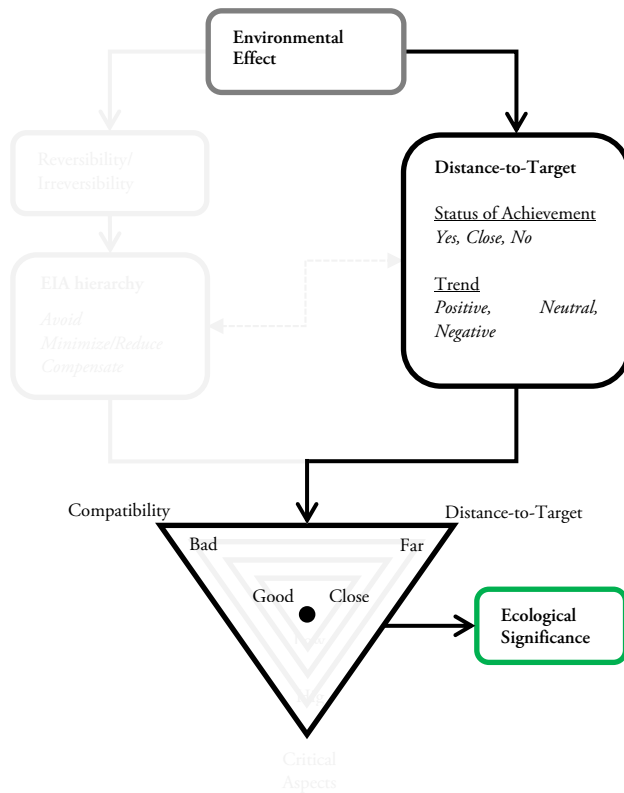 Environmental
Effect
Reversibility/
Irreversibility
Distance-to-Target
Status of Achievement
Yes, Close, No
EIA hierarchy
Avoid
Minimize/Reduce
Compensate
Trend
Positive, Neutral,
Negative
Compatibility
Distance-to-Target
Bad
Far
Good
Close
Ecological
Significance
Critical
Aspects